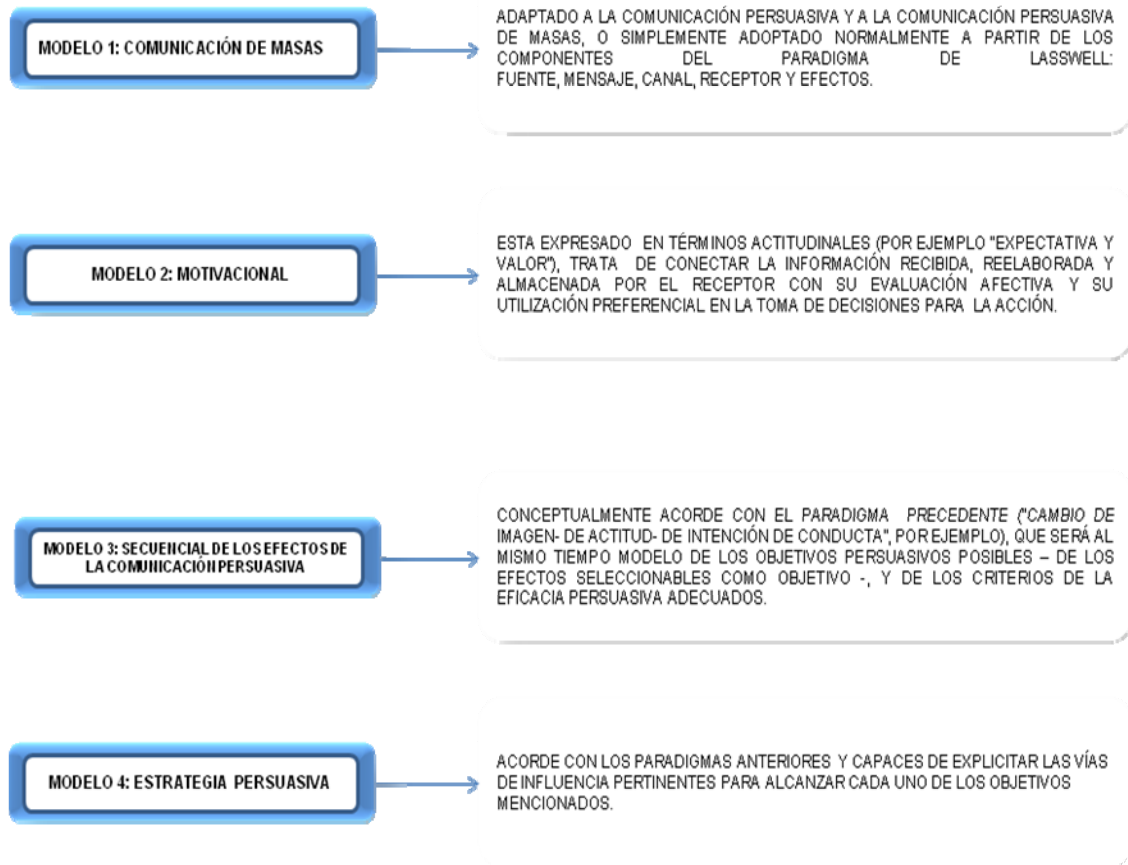 MODELO 1: COMUNICACIÓN DE MASAS
ADAPTADO A LA COMUNICACIÓN PERSUASIVA Y A LA COMUNICACIÓN PERSUASIVA
DE MASAS, O SIMPLEMENTE ADOPTADO NORMALMENTE A PARTIR DE LOS
COMPONENTES DEL PARADIGMA DE LASSWELL:
FUENTE, MENSAJE, CANAL, RECEPTOR Y EFECTOS.
MODELO 2: MOTIVACIONAL
ESTA EXPRESADO EN TÉRMINOS ACTITUDINALES (POR EJEMPLO "EXPECTATIVA Y
VALOR"), TRATA DE CONECTAR LA INFORMACIÓN RECIBIDA, REELABORADA Y
ALMACENADA POR EL RECEPTOR CON SU EVALUACIÓN AFECTIVA Y SU
UTILIZACIÓN PREFERENCIAL EN LA TOMA DE DECISIONES PARA LA ACCIÓN.
MODELO 3: SECUENCIAL DE LOS EFECTOS DE
LA COMUNICACIÓN PERSUASIVA
CONCEPTUALMENTE ACORDE CON EL PARADIGMA PRECEDENTE ("CAMBIO DE
IMAGEN- DE ACTITUD- DE INTENCIÓN DE CONDUCTA", POR EJEMPLO), QUE SERÁ AL
MISMO TIEMPO MODELO DE LOS OBJETIVOS PERSUASIVOS POSIBLES – DE LOS
EFECTOS SELECCIONABLES COMO OBJETIVO -, Y DE LOS CRITERIOS DE LA
EFICACIA PERSUASIVA ADECUADOS.
MODELO 4: ESTRATEGIA PERSUASIVA
ACORDE CON LOS PARADIGMAS ANTERIORES Y CAPACES DE EXPLICITAR LAS VÍAS
DE INFLUENCIA PERTINENTES PARA ALCANZAR CADA UNO DE LOS OBJETIVOS
MENCIONADOS.